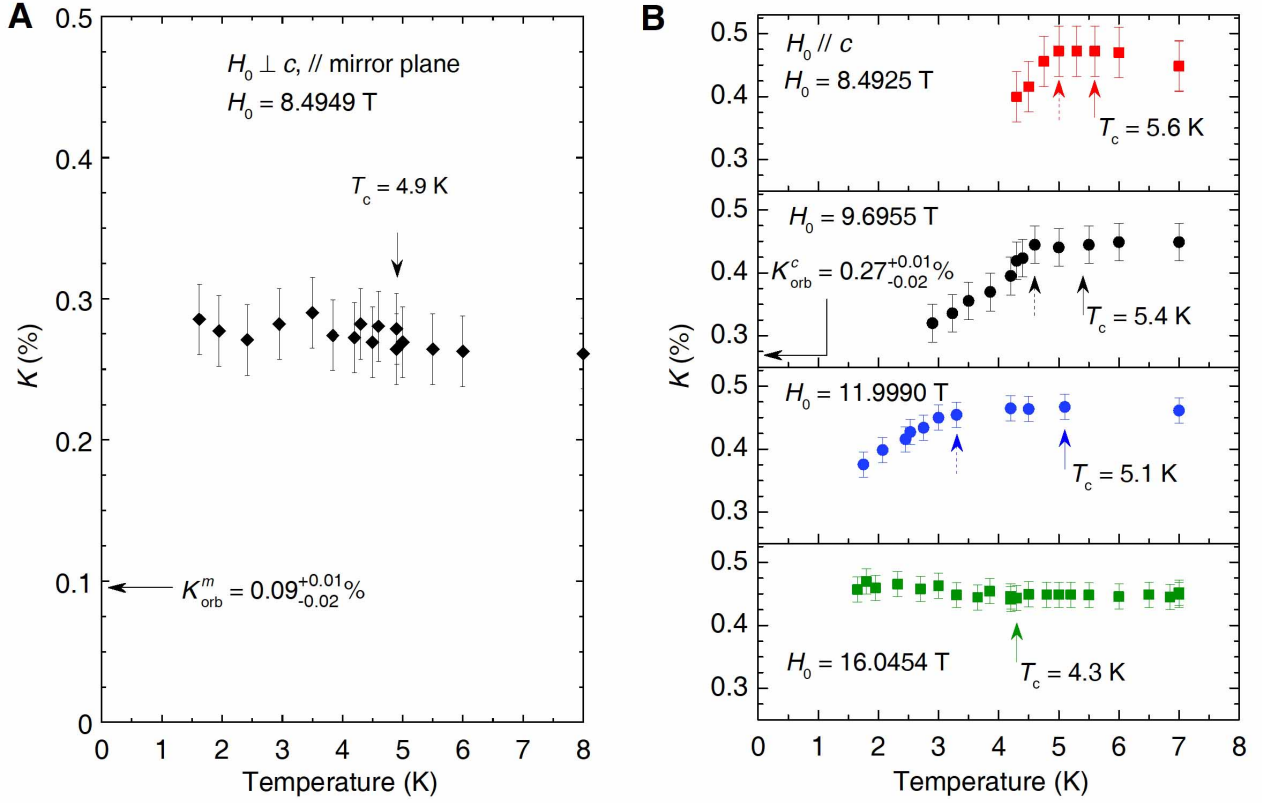 A
0.5
0.4
0.3
0.2
0.1
0
K (%)
H₀ ⊥ c, // mirror plane
H₀ = 8.4949 T
T_c = 4.9 K
K^m_orb = 0.09^+0.01_-0.02%
0 1 2 3 4 5 6 7 8
Temperature (K)
B
0.5
0.4
0.3
H₀ // c
H₀ = 8.4925 T
T_c = 5.6 K
0.5
0.4
0.3
H₀ = 9.6955 T
K^c_orb = 0.27^+0.01_-0.02%
T_c = 5.4 K
K (%)
0.5
0.4
0.3
H₀ = 11.9990 T
T_c = 5.1 K
0.5
0.4
0.3
H₀ = 16.0454 T
T_c = 4.3 K
0 1 2 3 4 5 6 7 8
Temperature (K)